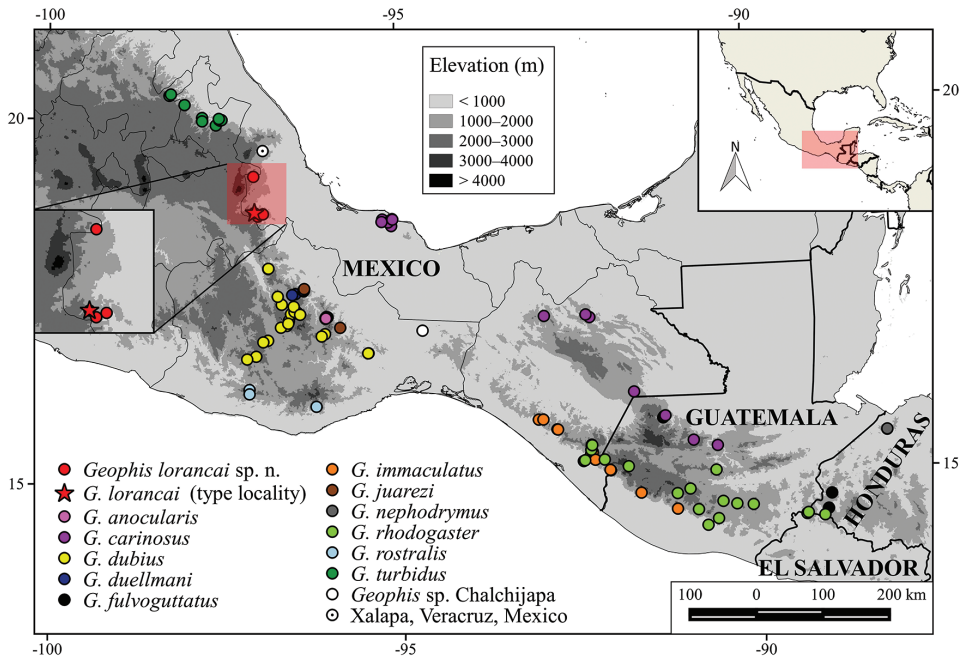 -100
-95
-90
20
20
15
15
-100
-95
-90
Elevation (m)
< 1000
1000–2000
2000–3000
3000–4000
> 4000
N
MEXICO
GUATEMALA
HONDURAS
EL SALVADOR
Geophis lorancai sp. n.
G. lorancai (type locality)
G. anocularis
G. carinosus
G. dubius
G. duellmani
G. fulvoguttatus
G. immaculatus
G. juarezi
G. nephodrymus
G. rhodogaster
G. rostralis
G. turbidus
Geophis sp. Chalchijapa
Xalapa, Veracruz, Mexico
100 0 100 200 km